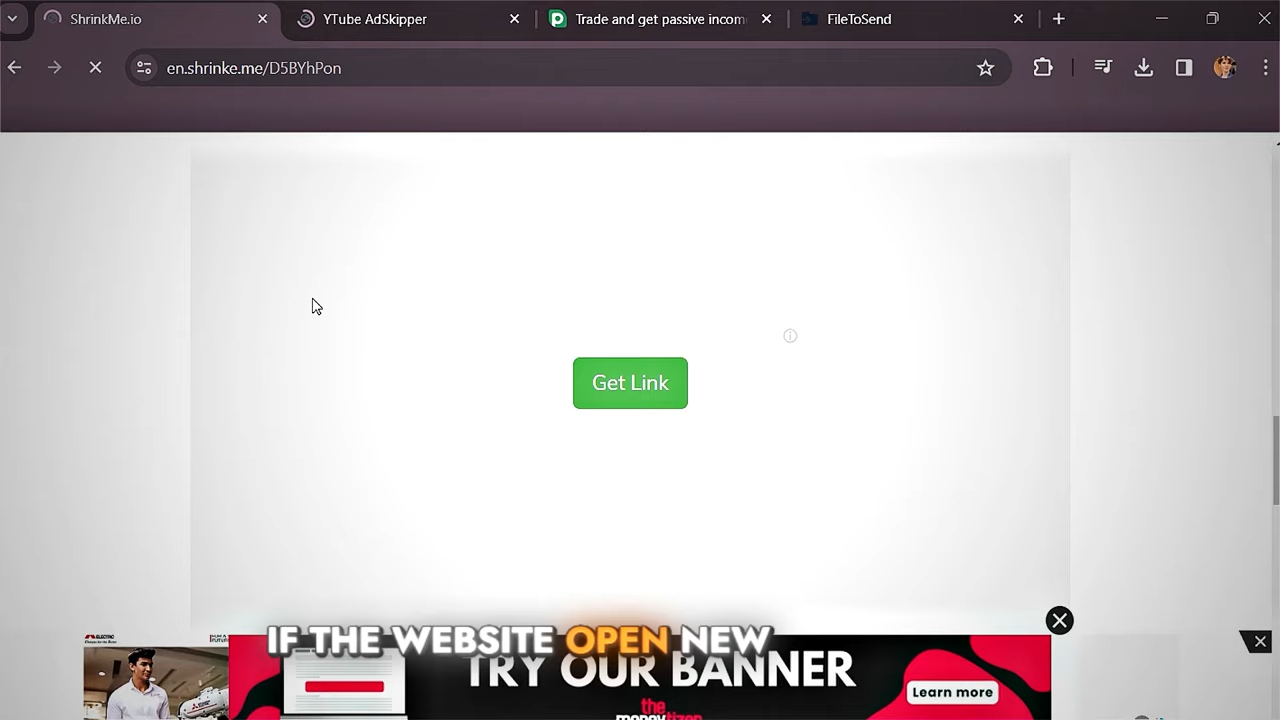 ShrinkMe.io
YTube AdSkipper
Trade and get passive incom
FileToSend
en.shrinke.me/D5BYhPon
Get Link
IF THE WEBSITE OPEN NEW
TRY OUR BANNER
Learn more
the